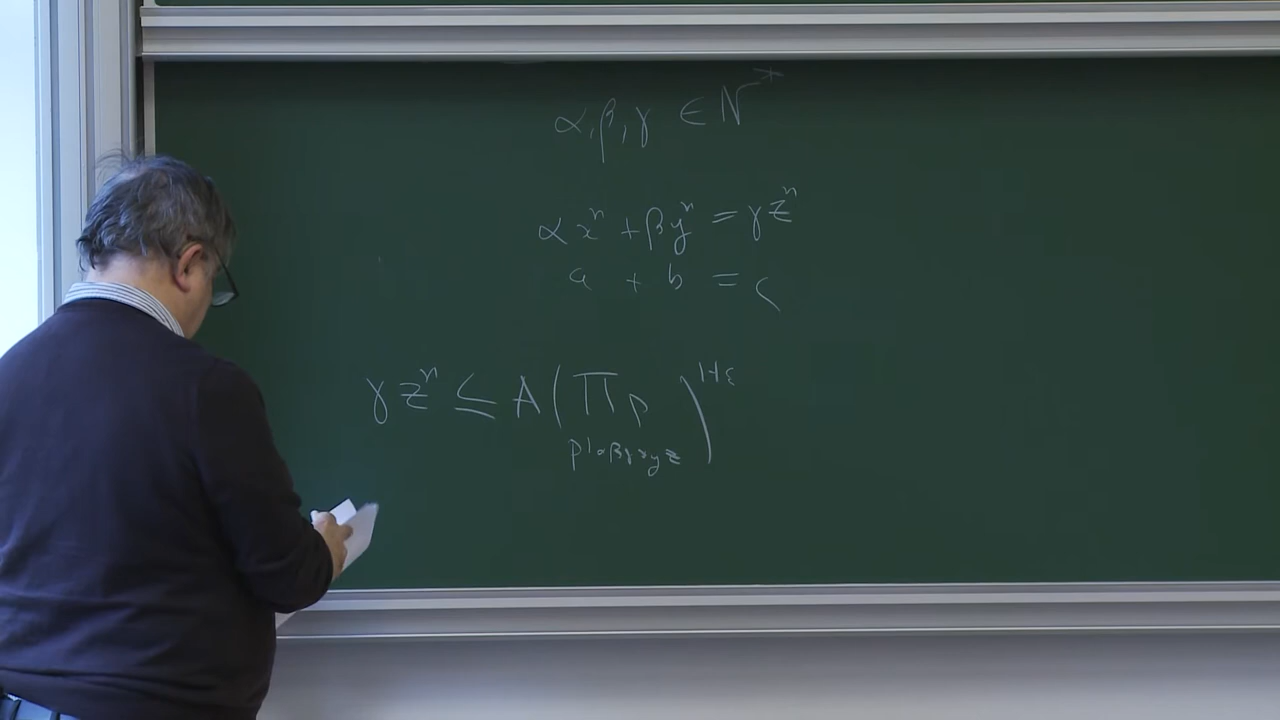 α, β, γ ∈ N*
αxⁿ + βyⁿ = γzⁿ
a + b = c
γzⁿ ≤ A(∏ p)¹⁺ᵋ
p|αβγxyz